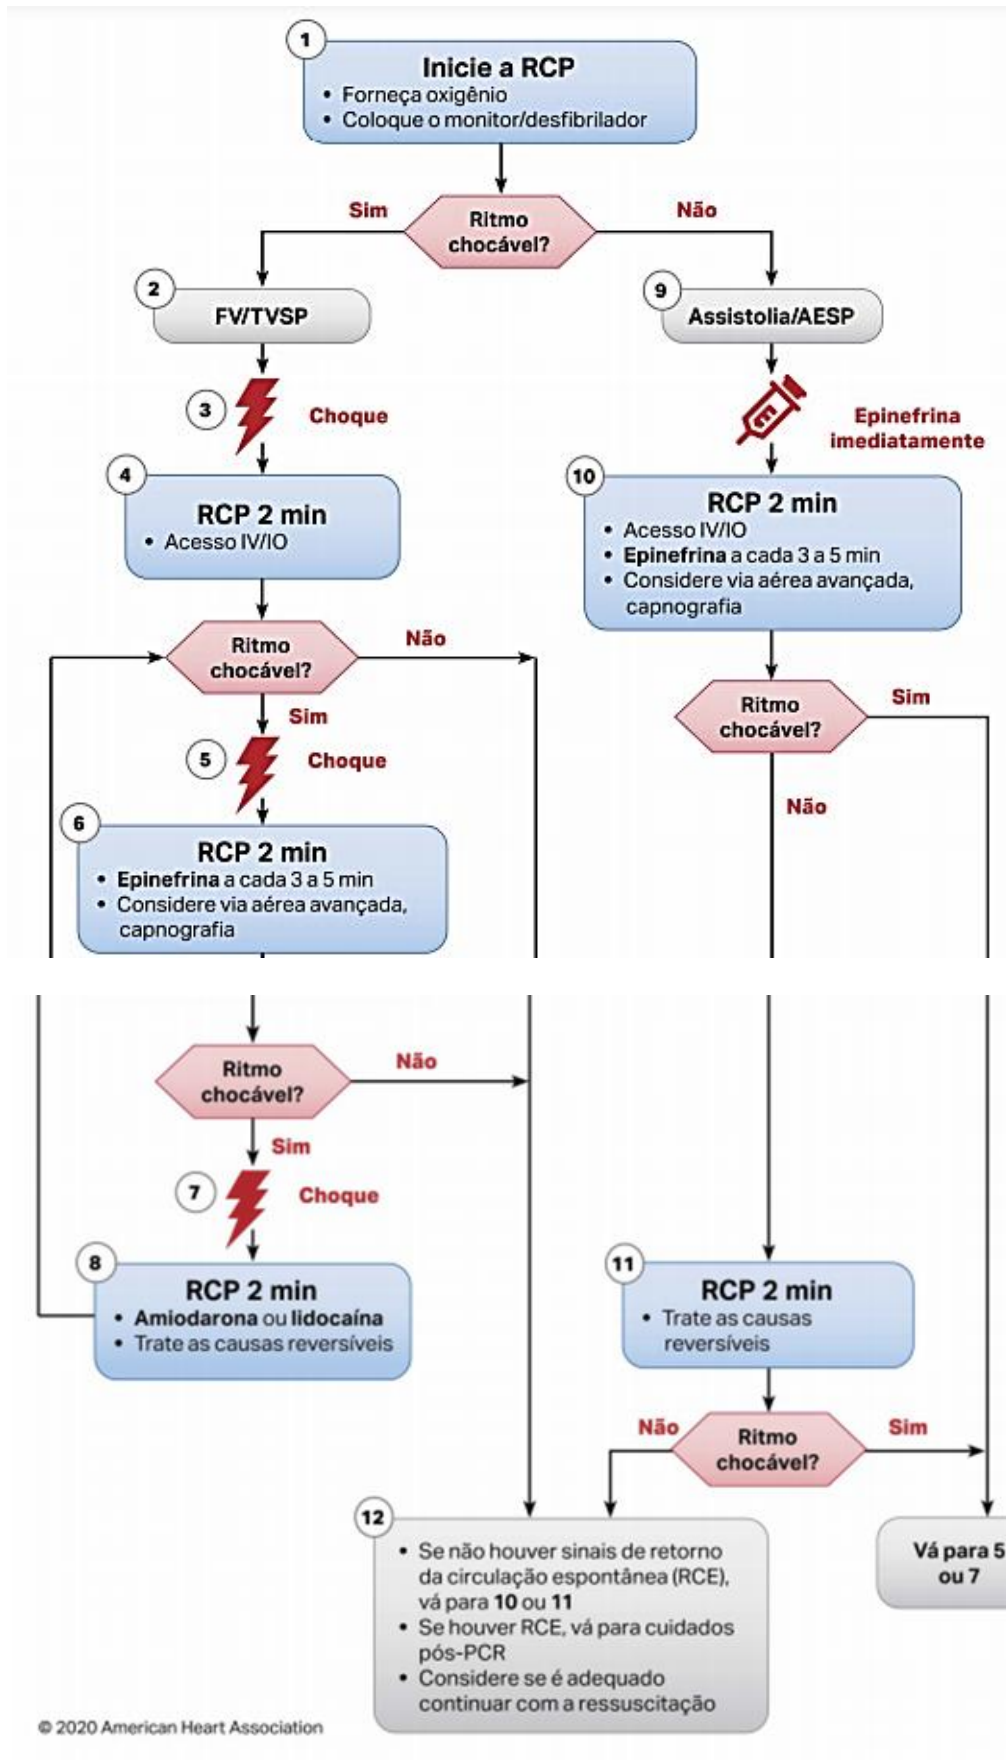 1
Inicie a RCP
• Forneça oxigênio
• Coloque o monitor/desfibrilador
Sim
Ritmo
chocável?
Não
2
FV/TVSP
9
Assistolia/AESP
3
Choque
Epinefrina
imediatamente
4
RCP 2 min
• Acesso IV/IO
10
RCP 2 min
• Acesso IV/IO
• Epinefrina a cada 3 a 5 min
• Considere via aérea avançada,
capnografia
Ritmo
chocável?
Não
Sim
Ritmo
chocável?
Sim
Não
5
Choque
6
RCP 2 min
• Epinefrina a cada 3 a 5 min
• Considere via aérea avançada,
capnografia
Ritmo
chocável?
Não
Sim
7
Choque
8
RCP 2 min
• Amiodarona ou lidocaína
• Trate as causas reversíveis
11
RCP 2 min
• Trate as causas
reversíveis
Não
Ritmo
chocável?
Sim
12
• Se não houver sinais de retorno
da circulação espontânea (RCE),
vá para 10 ou 11
• Se houver RCE, vá para cuidados
pós-PCR
• Considere se é adequado
continuar com a ressuscitação
Vá para 5
ou 7
© 2020 American Heart Association